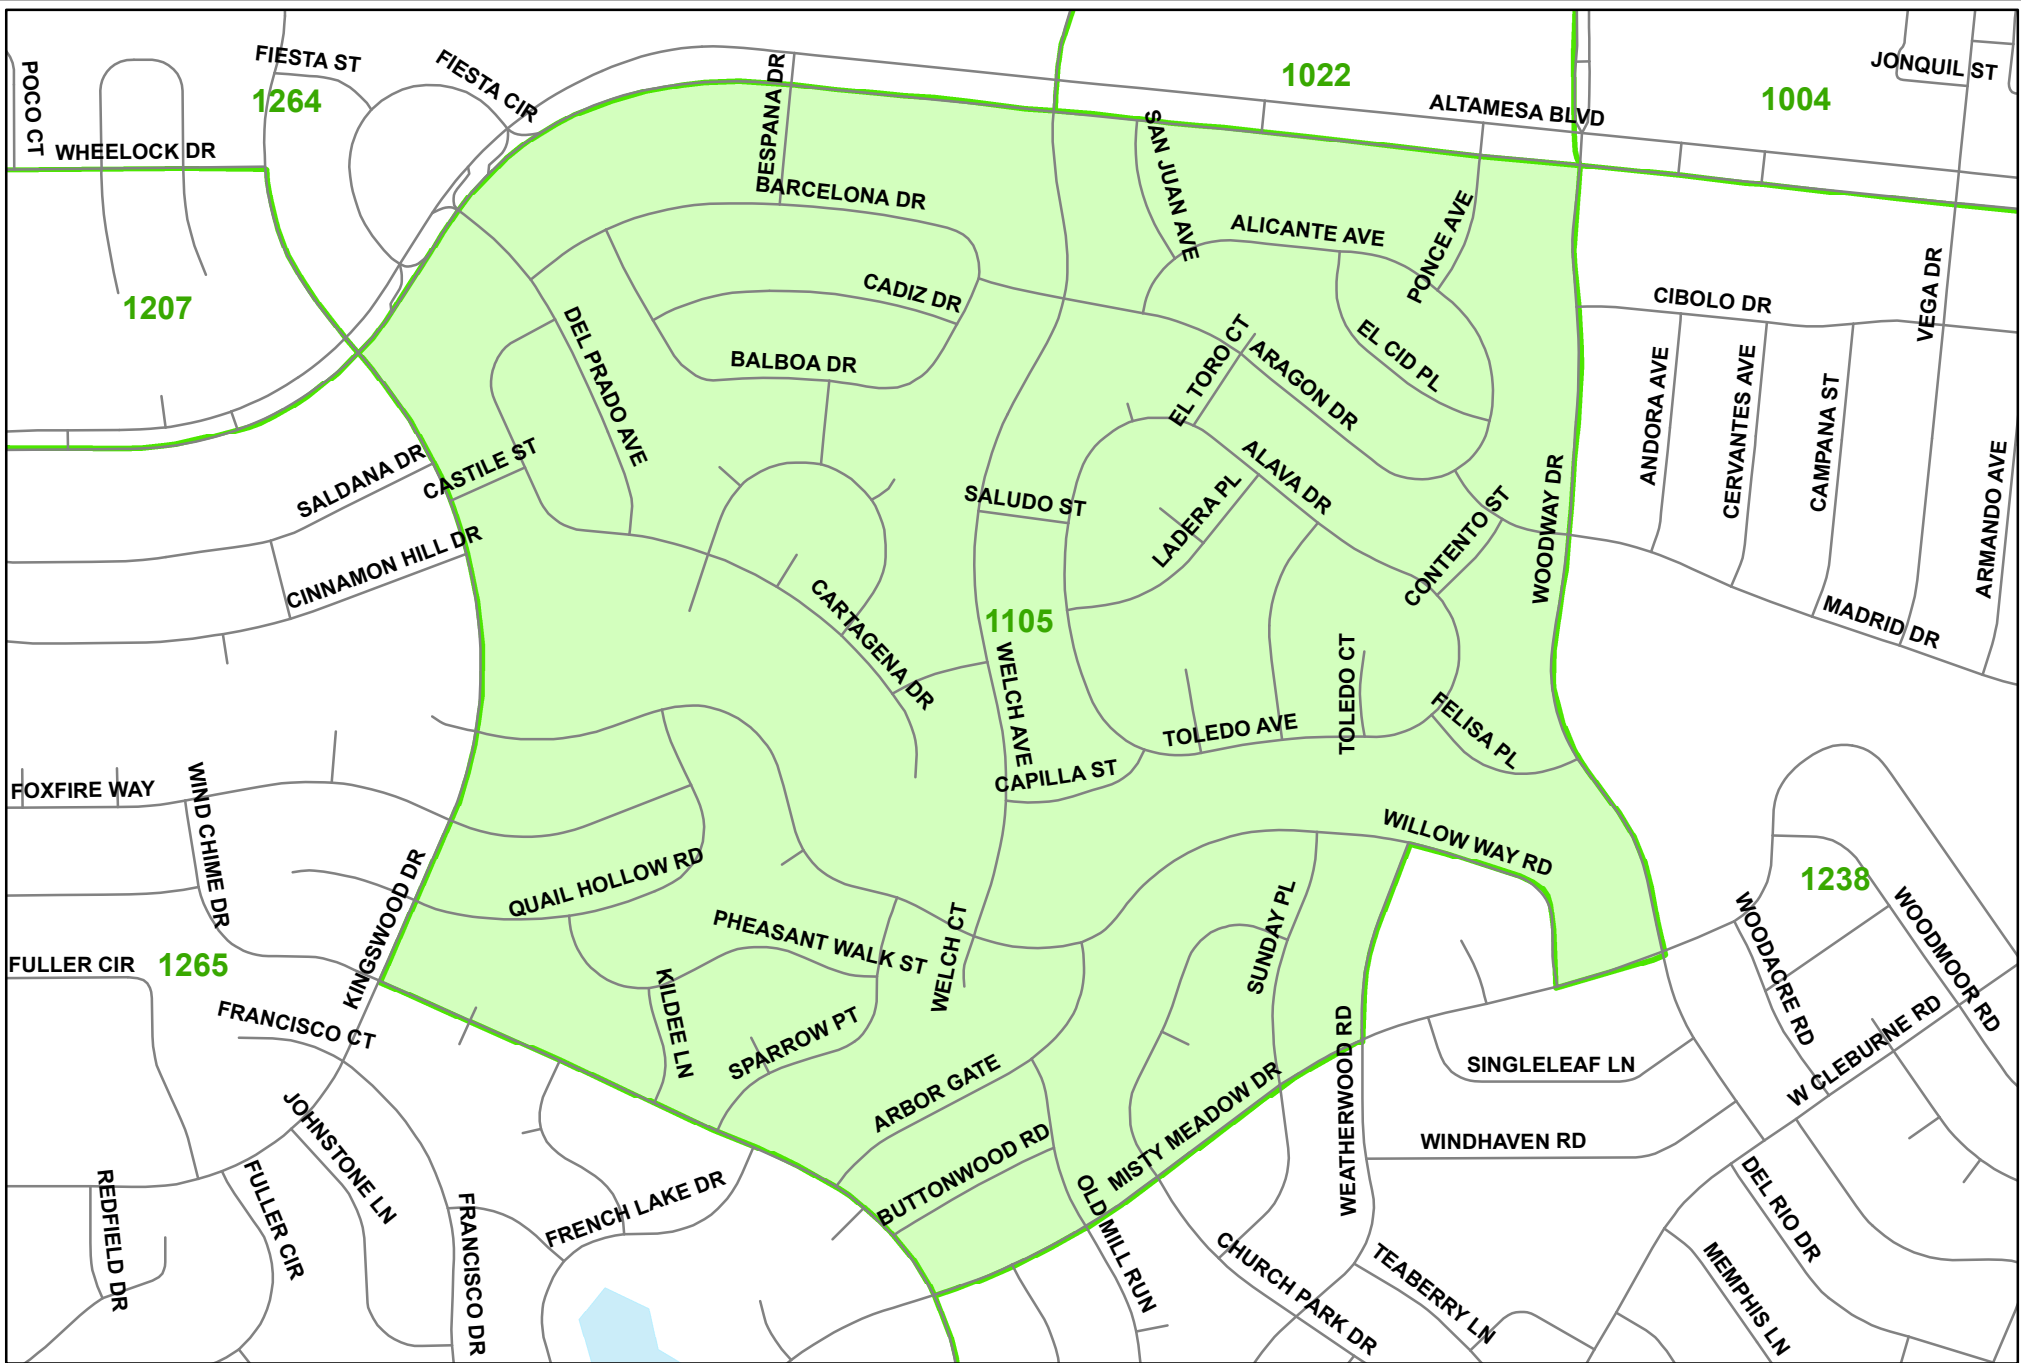 POCO CT
FIESTA ST
FIESTA CIR
1264
WHEELOCK DR
ESPANA DR
1022
ALTAMESA BLVD
1004
JONQUIL ST
BARCELONA DR
SAN JUAN AVE
ALICANTE AVE
PONCE AVE
1207
CADIZ DR
CIBOLO DR
VEGA DR
DEL PRADO AVE
BALBOA DR
EL TORO CT
ARAGON DR
EL CID PL
ANDORA AVE
CERVANTES AVE
CAMPANA ST
ARMANDO AVE
SALDANA DR
CASTILE ST
SALUDO ST
LADERA PL
ALAVA DR
CONTENTO ST
WOODWAY DR
CINNAMON HILL DR
CARTAGENA DR
1105
MADRID DR
WELCH AVE
TOLEDO AVE
TOLEDO CT
FELISA PL
CAPILLA ST
FOXFIRE WAY
WIND CHIME DR
WILLOW WAY RD
QUAIL HOLLOW RD
KINGSWOOD DR
PHEASANT WALK ST
WELCH CT
SUNDAY PL
1238
WOODACRE RD
WOODMOOR RD
FULLER CIR
1265
FRANCISCO CT
KILDEE LN
SPARROW PT
ARBOR GATE
WEATHERWOOD RD
SINGLELEAF LN
W CLEBURNE RD
JOHNSTONE LN
BUTTONWOOD RD
MISTY MEADOW DR
WINDHAVEN RD
REDFIELD DR
FULLER CIR
FRANCISCO DR
FRENCH LAKE DR
OLD MILL RUN
CHURCH PARK DR
TEABERRY LN
DEL RIO DR
MEMPHIS LN